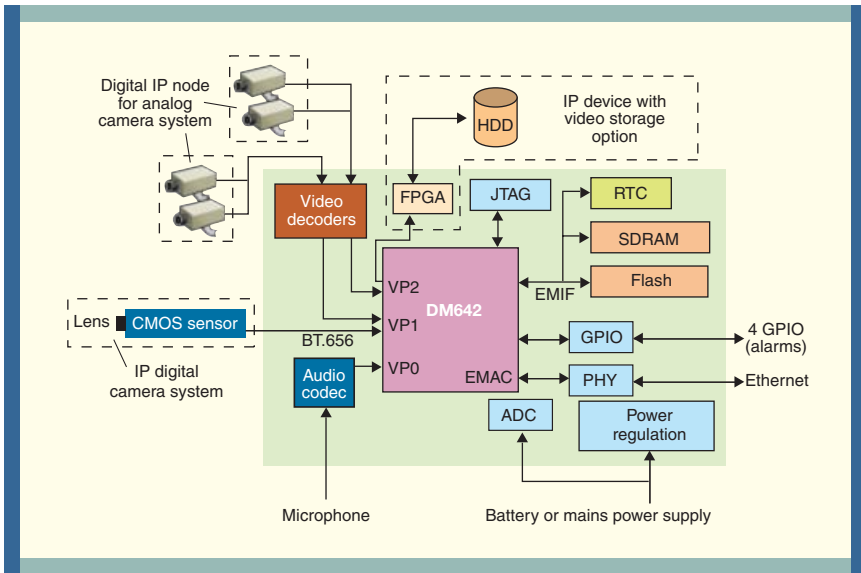 Digital IP node
for analog
camera system
HDD
IP device with
video storage
option
Video
decoders
FPGA
JTAG
RTC
SDRAM
Flash
EMIF
VP2
DM642
VP1
VP0
EMAC
Lens
CMOS sensor
BT.656
IP digital
camera system
Audio
codec
GPIO
4 GPIO
(alarms)
PHY
Ethernet
ADC
Power
regulation
Microphone
Battery or mains power supply